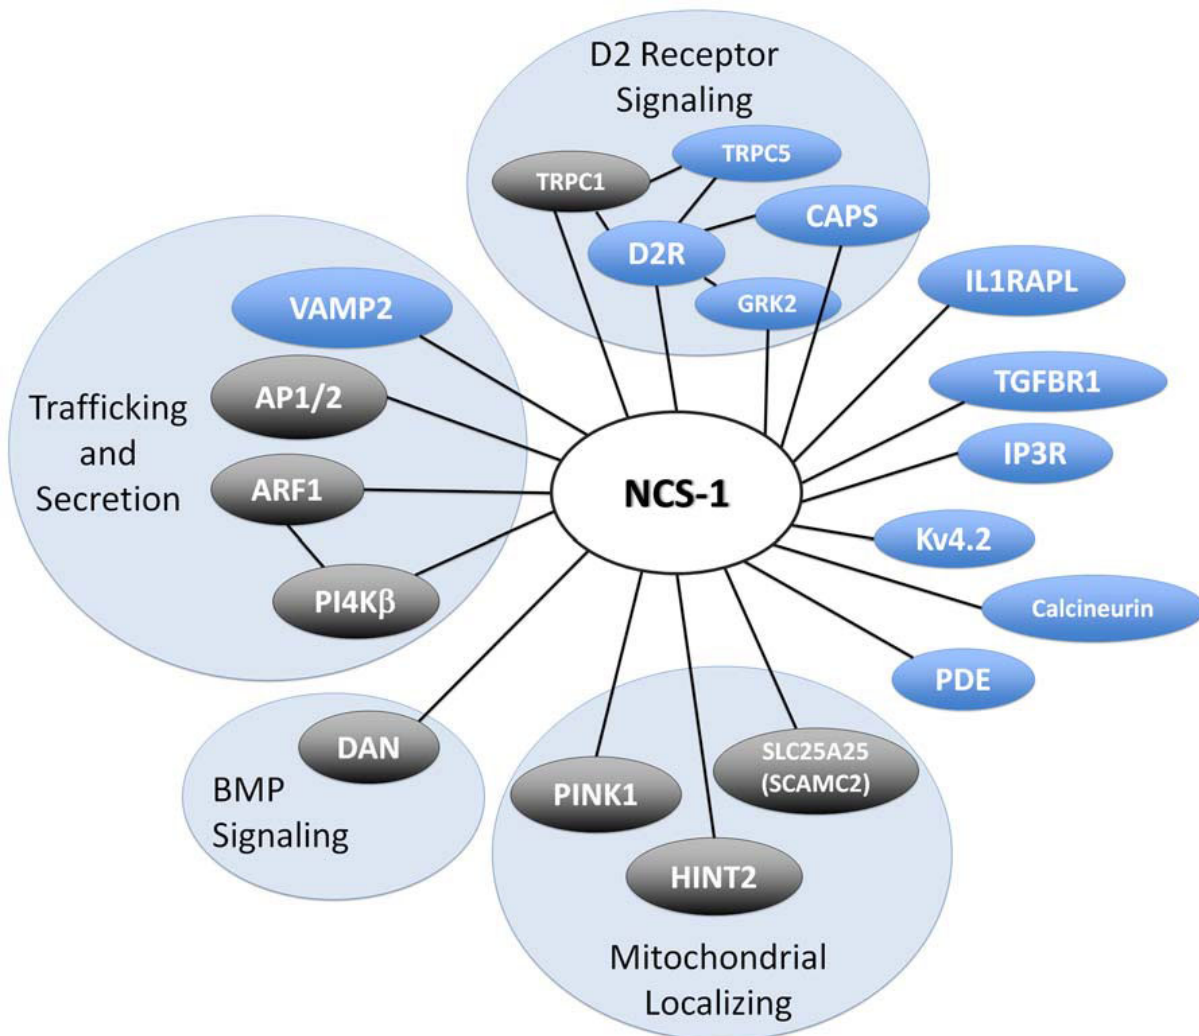 D2 Receptor
Signaling
TRPC5
TRPC1
CAPS
D2R
GRK2
IL1RAPL
TGFBR1
IP3R
Kv4.2
Calcineurin
PDE
VAMP2
AP1/2
Trafficking
and
Secretion
ARF1
PI4Kβ
NCS-1
DAN
BMP
Signaling
PINK1
SLC25A25
(SCAMC2)
HINT2
Mitochondrial
Localizing